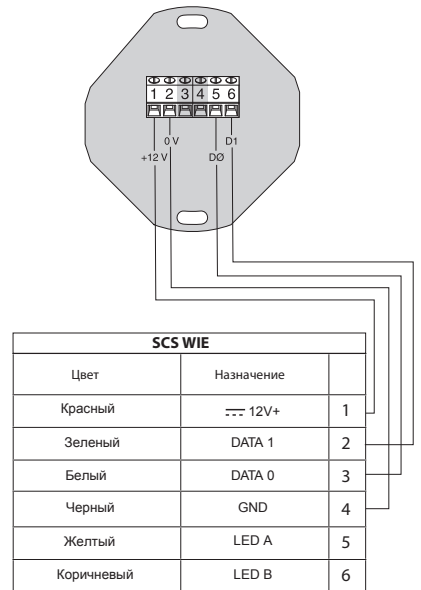 1 2 3 4 5 6
0 V D1
+12 V DØ
SCS WIE
Цвет Назначение
Красный 12V+ 1
Зеленый DATA 1 2
Белый DATA 0 3
Черный GND 4
Желтый LED A 5
Коричневый LED B 6